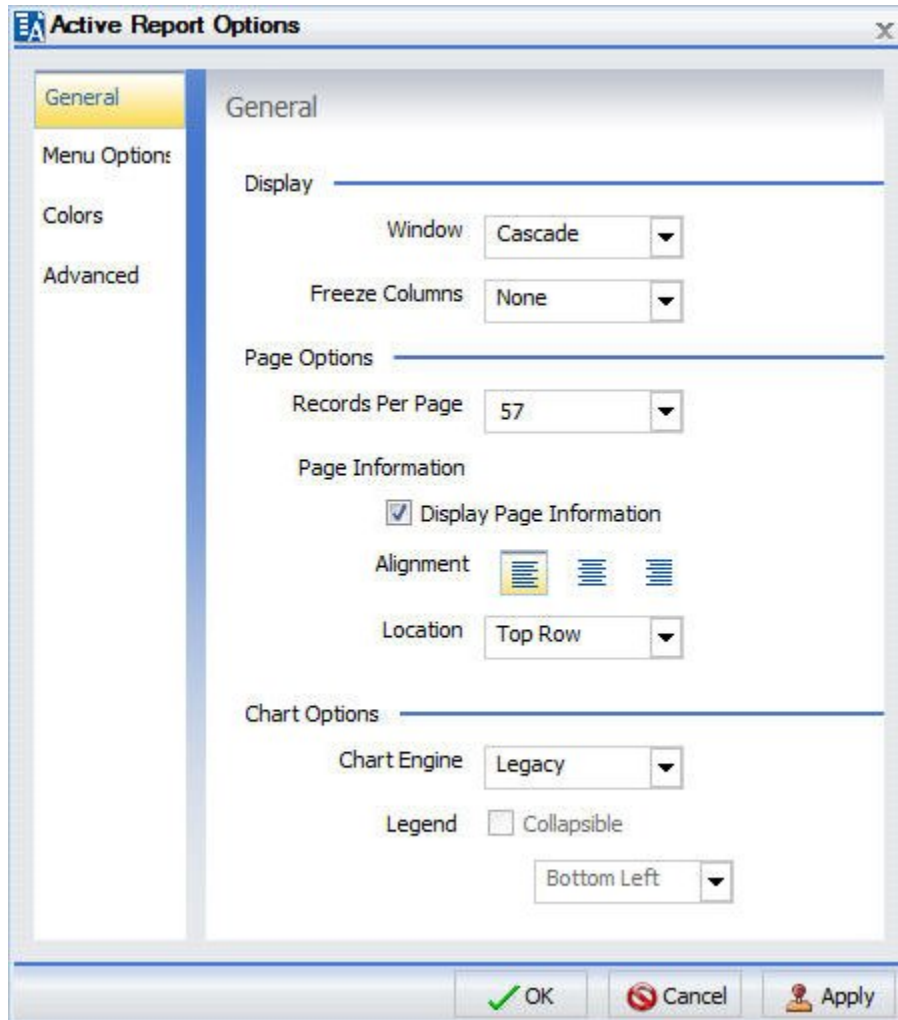 Active Report Options
General
Menu Options
Colors
Advanced
General
Display
Window Cascade
Freeze Columns None
Page Options
Records Per Page 57
Page Information
Display Page Information
Alignment
Location Top Row
Chart Options
Chart Engine Legacy
Legend Collapsible
Bottom Left
OK Cancel Apply